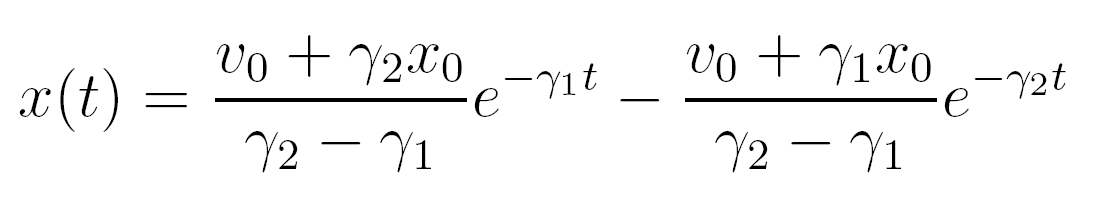 x(t) = \frac{v_0 + \gamma_2 x_0}{\gamma_2 - \gamma_1} e^{-\gamma_1 t} - \frac{v_0 + \gamma_1 x_0}{\gamma_2 - \gamma_1} e^{-\gamma_2 t}